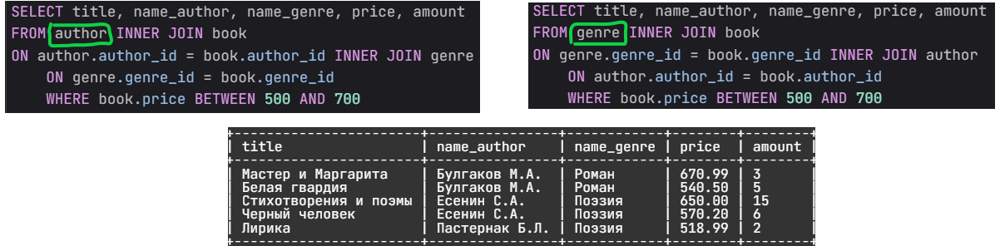 SELECT title, name_author, name_genre, price, amount
FROM author INNER JOIN book
ON author.author_id = book.author_id INNER JOIN genre
    ON genre.genre_id = book.genre_id
    WHERE book.price BETWEEN 500 AND 700
SELECT title, name_author, name_genre, price, amount
FROM genre INNER JOIN book
ON genre.genre_id = book.genre_id INNER JOIN author
    ON author.author_id = book.author_id
    WHERE book.price BETWEEN 500 AND 700
+-----------------------+----------------+------------+--------+--------+
| title                 | name_author    | name_genre | price  | amount |
+-----------------------+----------------+------------+--------+--------+
| Мастер и Маргарита    | Булгаков М.А.  | Роман      | 670.99 | 3      |
| Белая гвардия         | Булгаков М.А.  | Роман      | 540.50 | 5      |
| Стихотворения и поэмы | Есенин С.А.    | Поэзия     | 650.00 | 15     |
| Черный человек        | Есенин С.А.    | Поэзия     | 570.20 | 6      |
| Лирика                | Пастернак Б.Л. | Поэзия     | 518.99 | 2      |
+-----------------------+----------------+------------+--------+--------+